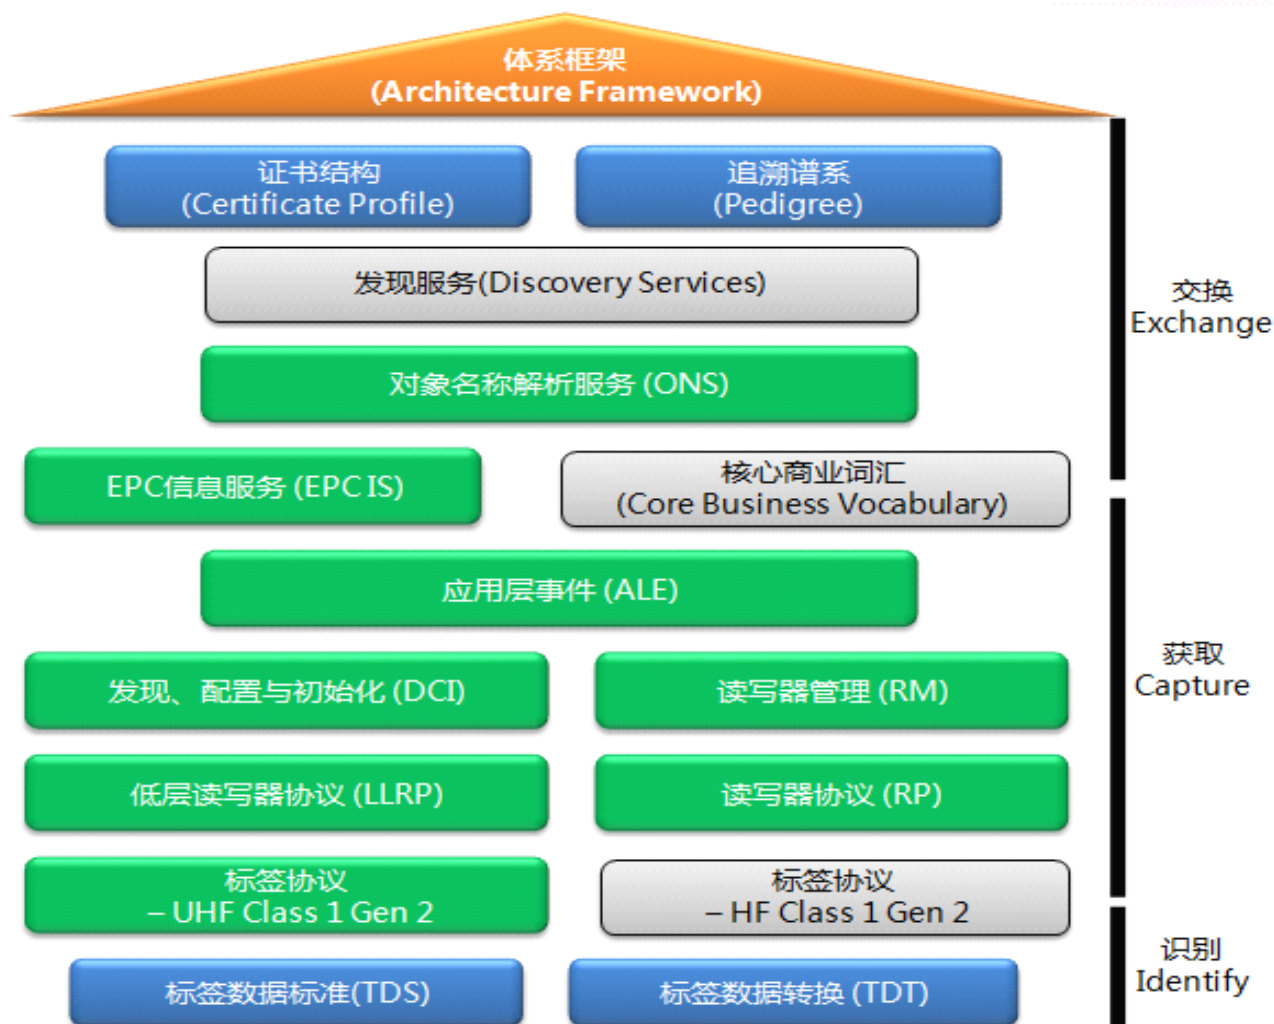 体系框架
(Architecture Framework)
证书结构
(Certificate Profile)
追溯谱系
(Pedigree)
发现服务(Discovery Services)
交换
Exchange
对象名称解析服务 (ONS)
EPC信息服务 (EPC IS)
核心商业词汇
(Core Business Vocabulary)
应用层事件 (ALE)
获取
Capture
发现、配置与初始化 (DCI)
读写器管理 (RM)
低层读写器协议 (LLRP)
读写器协议 (RP)
标签协议
– UHF Class 1 Gen 2
标签协议
– HF Class 1 Gen 2
识别
Identify
标签数据标准(TDS)
标签数据转换 (TDT)